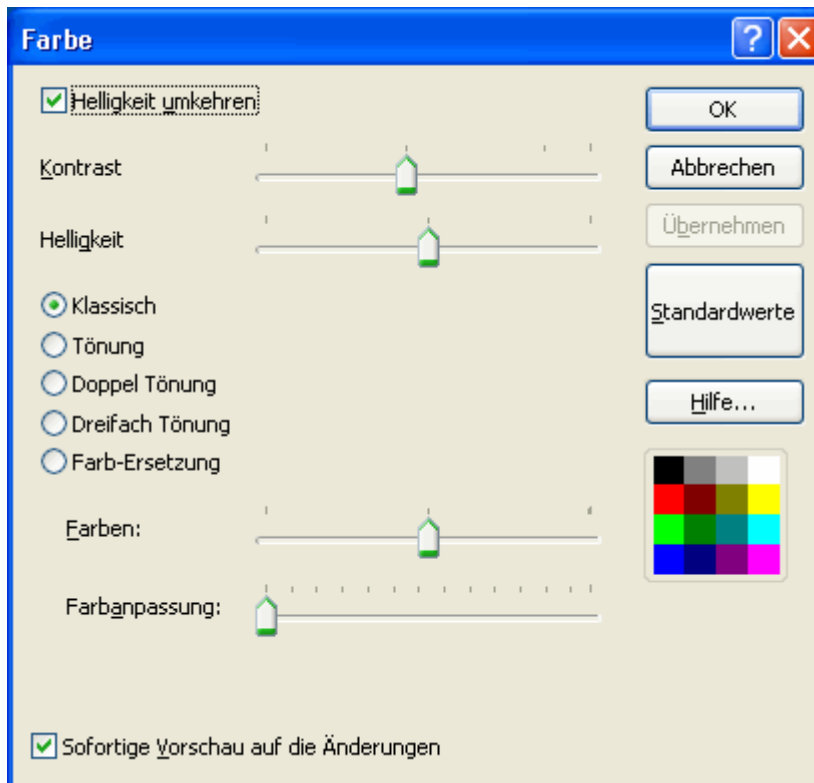 Farbe
Helligkeit umkehren
OK
Kontrast
Abbrechen
Helligkeit
Übernehmen
Klassisch
Standardwerte
Tönung
Doppel Tönung
Hilfe...
Dreifach Tönung
Farb-Ersetzung
Farben:
Farbanpassung:
Sofortige Vorschau auf die Änderungen